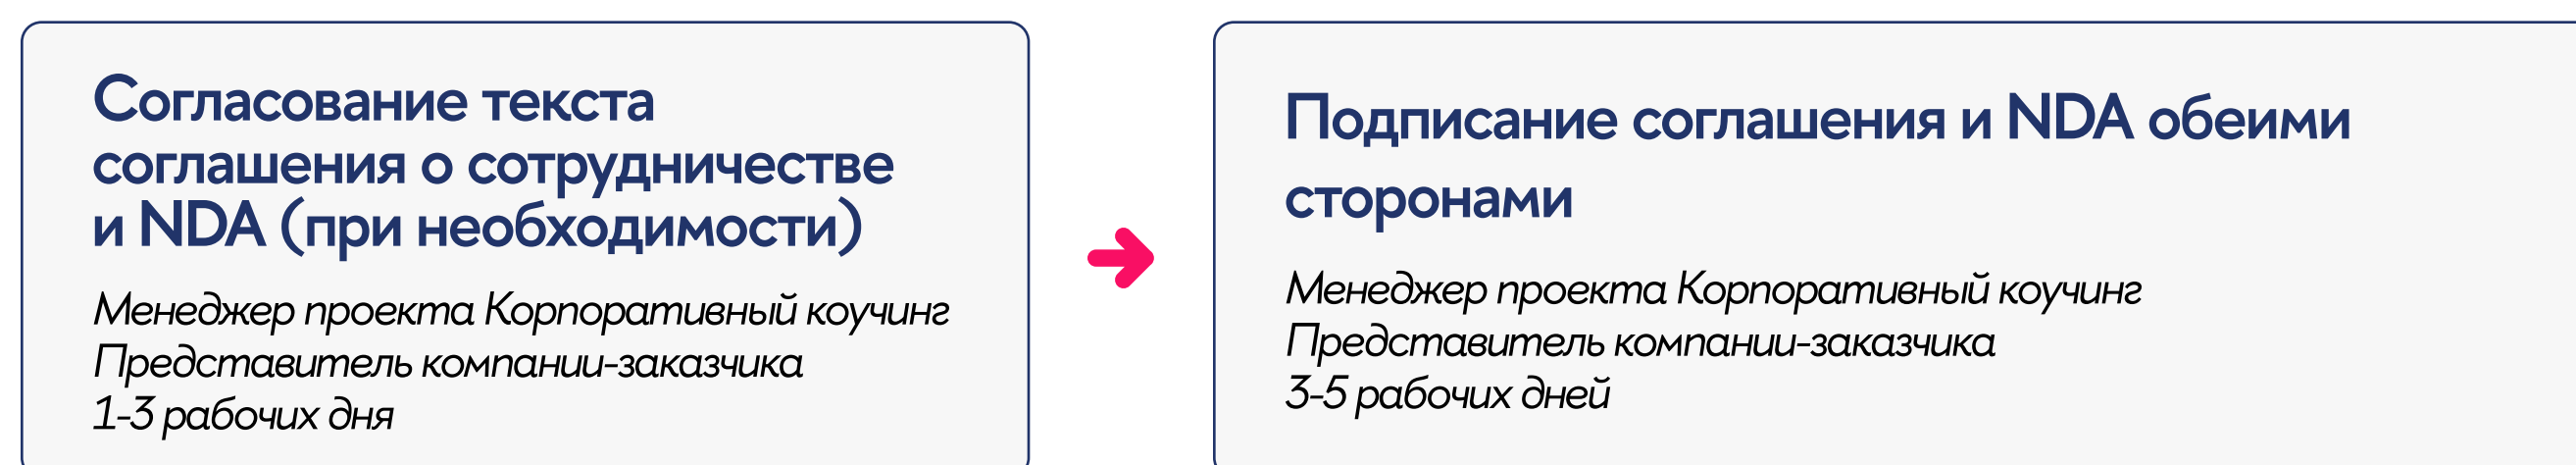 Согласование текста
соглашения о сотрудничестве
и NDA (при необходимости)
Менеджер проекта Корпоративный коучинг
Представитель компании-заказчика
1-3 рабочих дня
Подписание соглашения и NDA обеими
сторонами
Менеджер проекта Корпоративный коучинг
Представитель компании-заказчика
3-5 рабочих дней